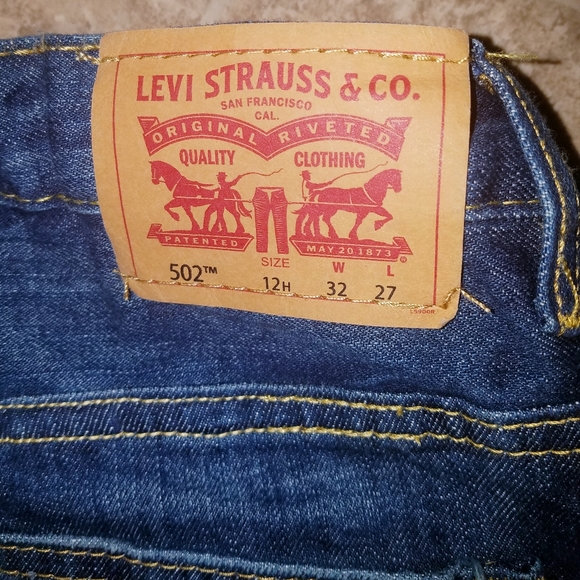 LEVI STRAUSS & CO.
SAN FRANCISCO
CAL.
ORIGINAL RIVETED
QUALITY CLOTHING
PATENTED MAY 20 1873 ®
SIZE W L
502™ 12H 32 27